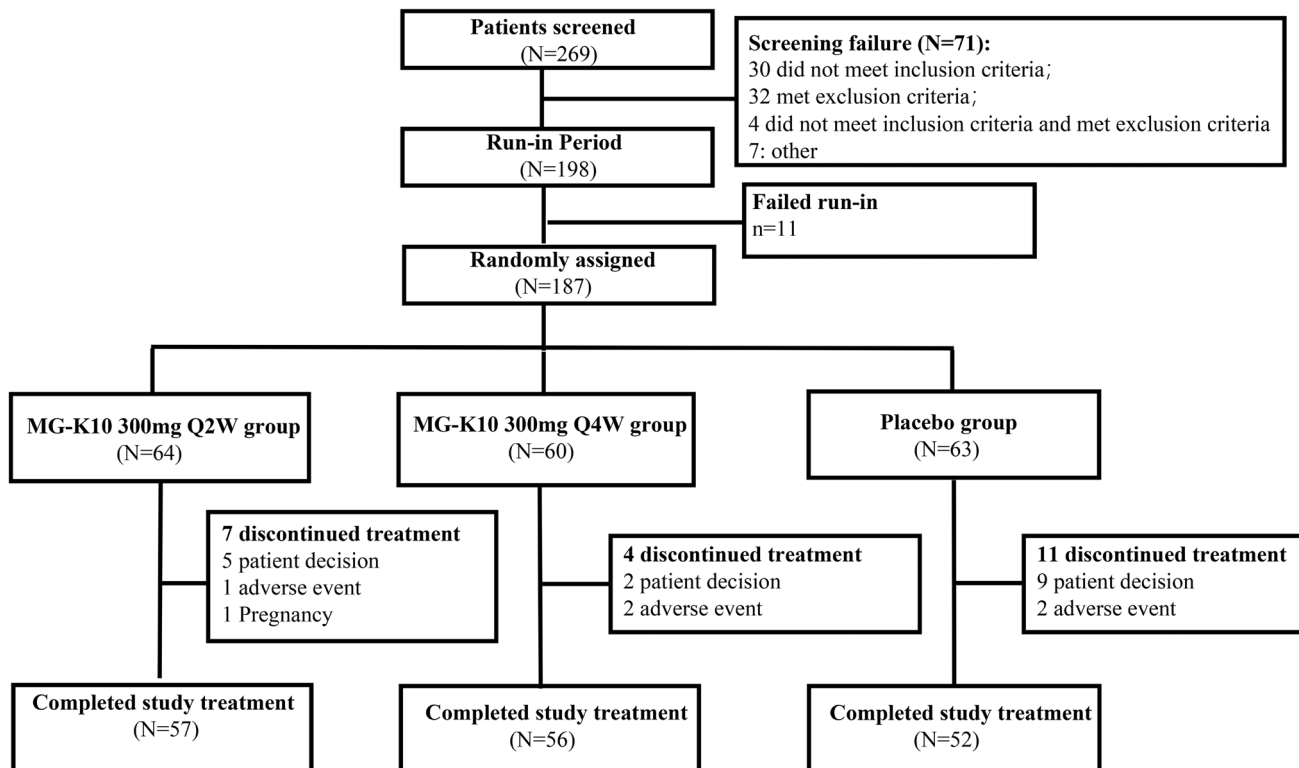 Patients screened
(N=269)
Screening failure (N=71):
30 did not meet inclusion criteria；
32 met exclusion criteria；
4 did not meet inclusion criteria and met exclusion criteria
7: other
Run-in Period
(N=198)
Failed run-in
n=11
Randomly assigned
(N=187)
MG-K10 300mg Q2W group
(N=64)
MG-K10 300mg Q4W group
(N=60)
Placebo group
(N=63)
7 discontinued treatment
5 patient decision
1 adverse event
1 Pregnancy
4 discontinued treatment
2 patient decision
2 adverse event
11 discontinued treatment
9 patient decision
2 adverse event
Completed study treatment
(N=57)
Completed study treatment
(N=56)
Completed study treatment
(N=52)